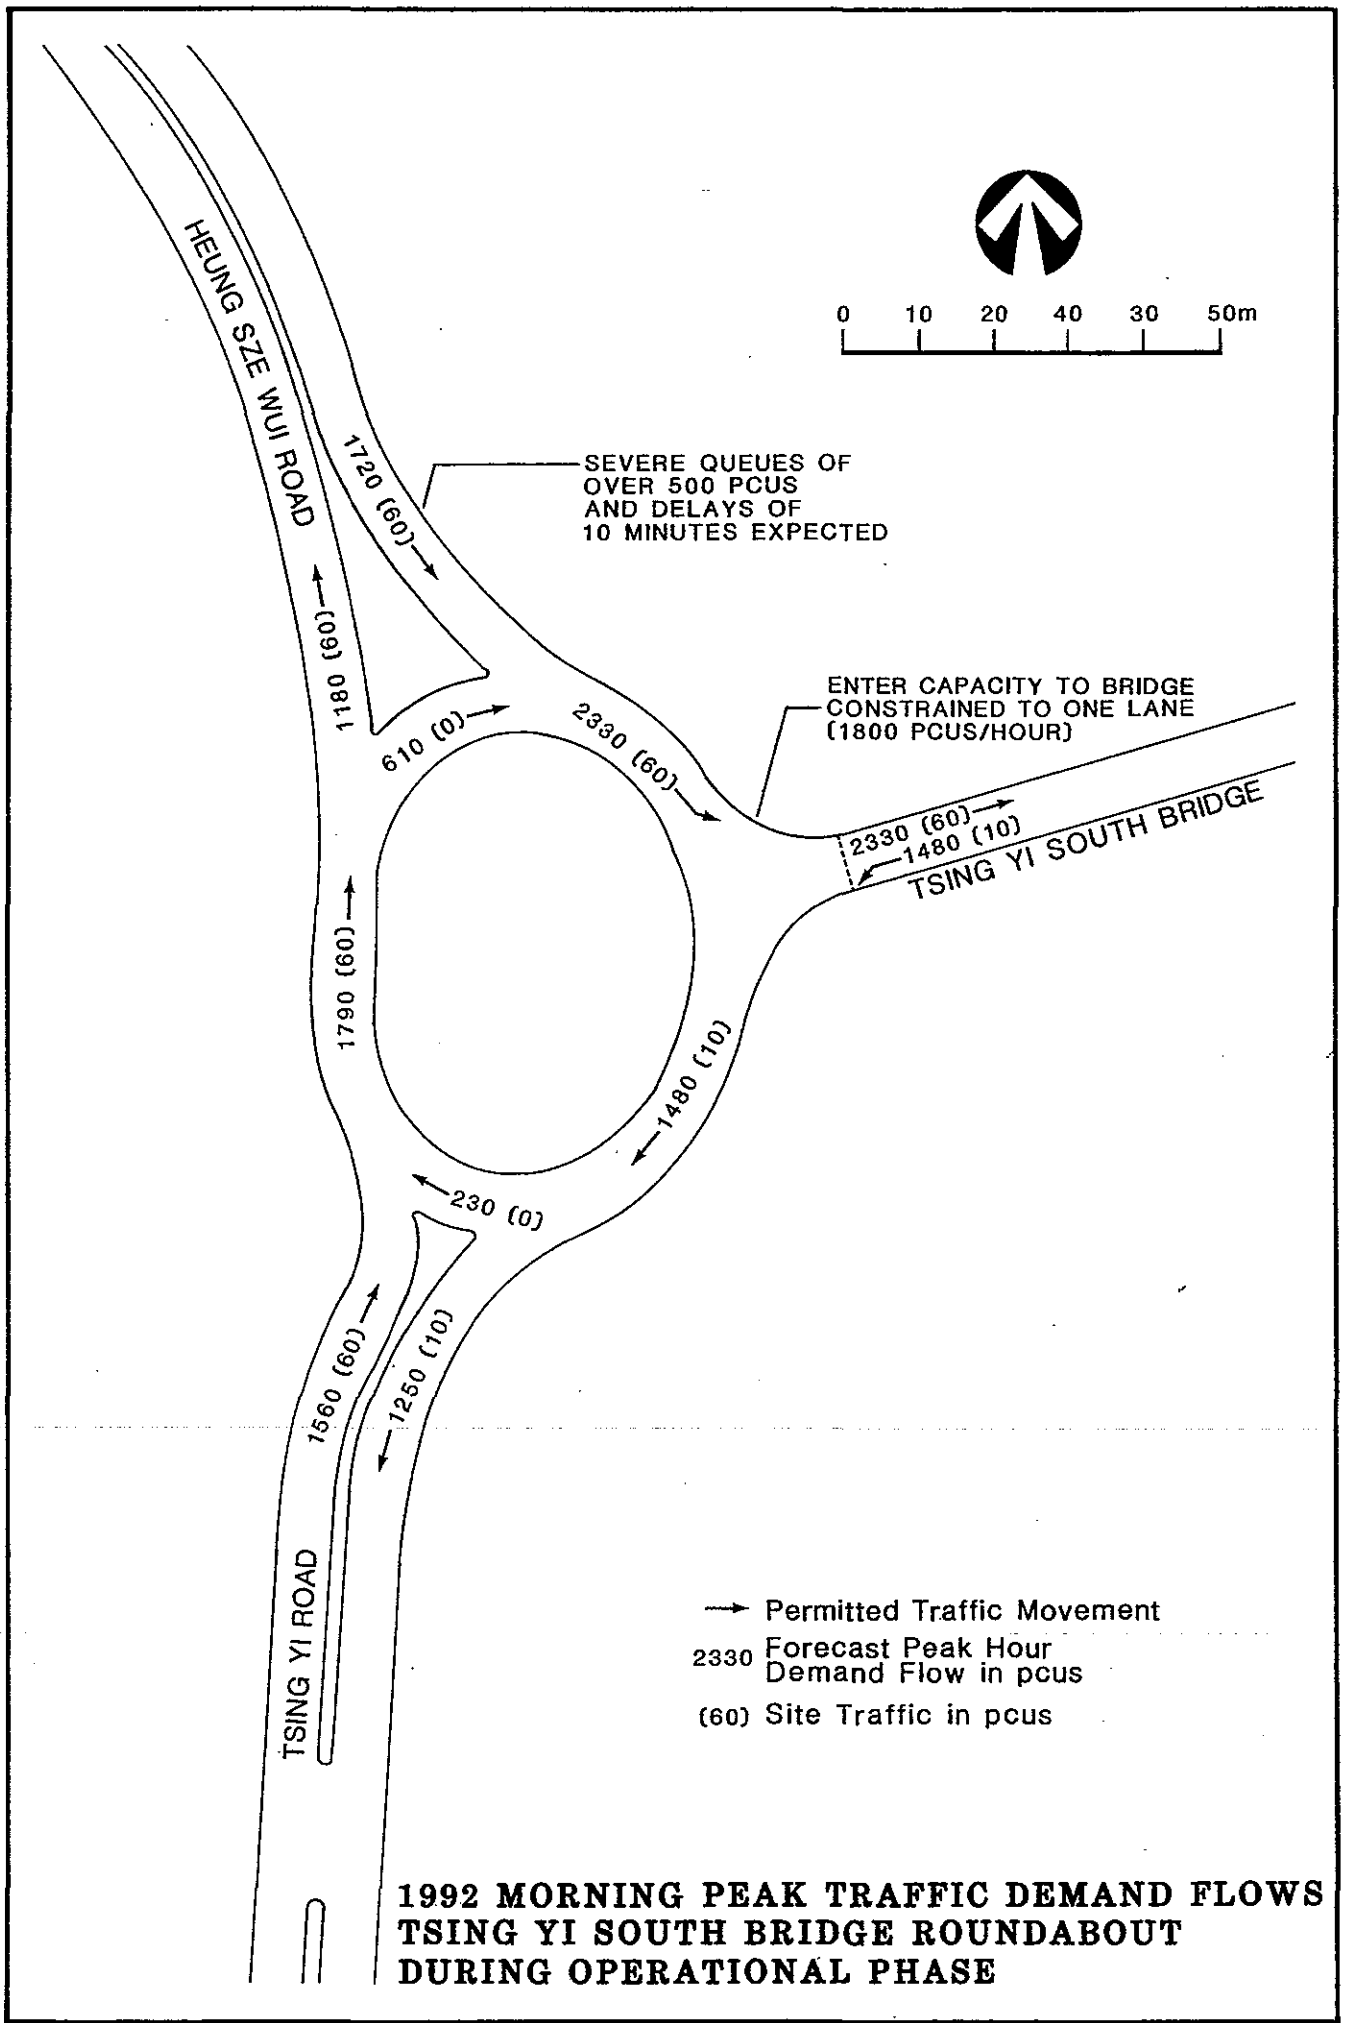 0 10 20 40 30 50m
HEUNG SZE WUI ROAD
1720 (60)
SEVERE QUEUES OF
OVER 500 PCUS
AND DELAYS OF
10 MINUTES EXPECTED
1180 (60)
610 (0)
2330 (60)
ENTER CAPACITY TO BRIDGE
CONSTRAINED TO ONE LANE
(1800 PCUS/HOUR)
2330 (60)
1480 (10)
TSING YI SOUTH BRIDGE
1790 (60)
1480 (10)
230 (0)
1560 (60)
1250 (10)
TSING YI ROAD
Permitted Traffic Movement
2330 Forecast Peak Hour
Demand Flow in pcus
(60) Site Traffic in pcus
1992 MORNING PEAK TRAFFIC DEMAND FLOWS
TSING YI SOUTH BRIDGE ROUNDABOUT
DURING OPERATIONAL PHASE